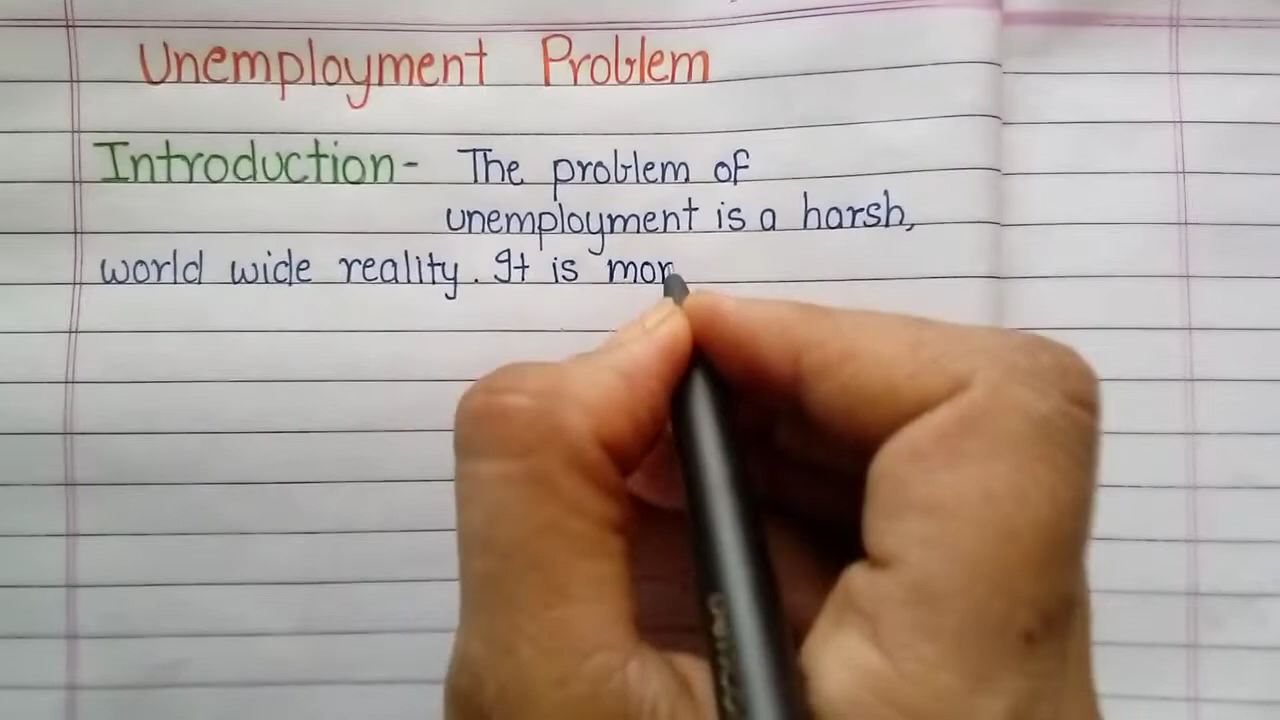 Unemployment Problem
Introduction- The problem of
unemployment is a harsh,
world wide reality. It is mor